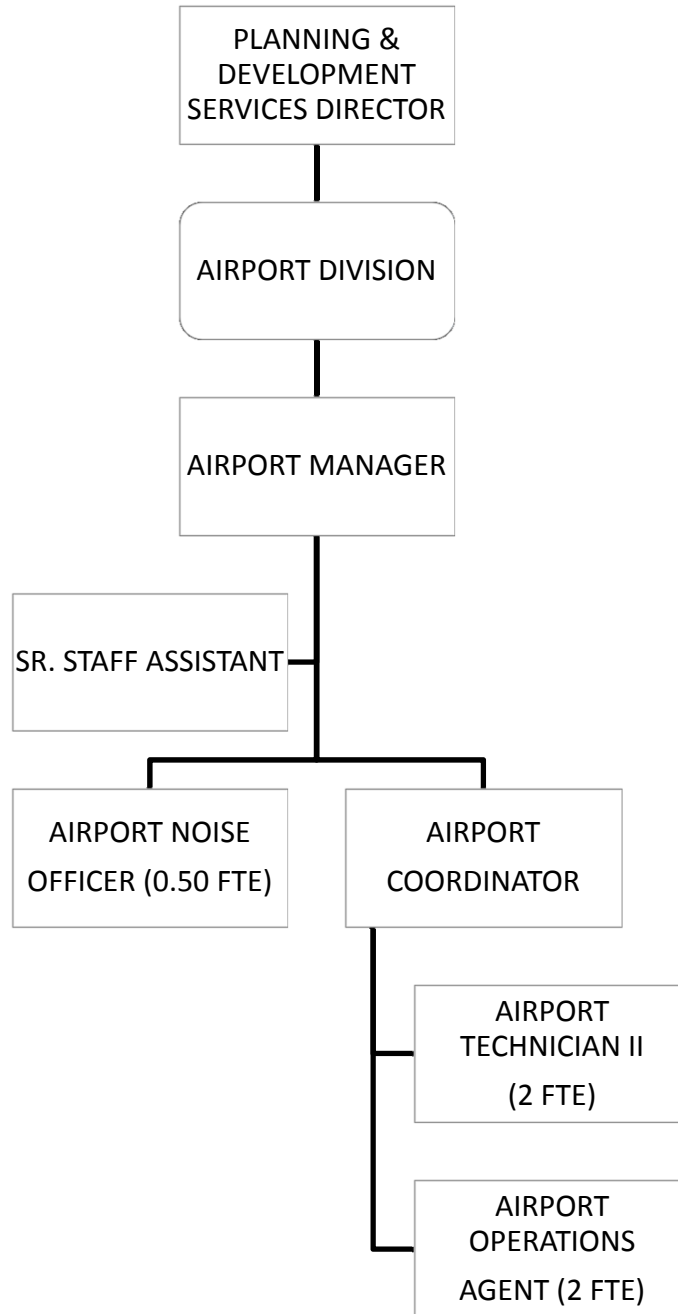 PLANNING &
DEVELOPMENT
SERVICES DIRECTOR
AIRPORT DIVISION
AIRPORT MANAGER
SR. STAFF ASSISTANT
AIRPORT NOISE
OFFICER (0.50 FTE)
AIRPORT
COORDINATOR
AIRPORT
TECHNICIAN II
(2 FTE)
AIRPORT
OPERATIONS
AGENT (2 FTE)